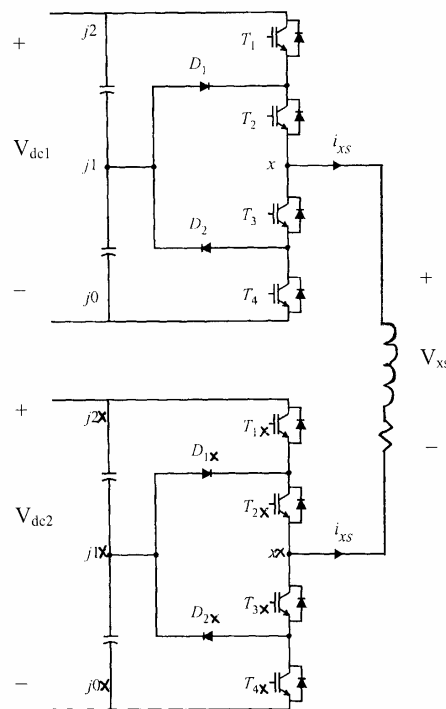 +
j2
T1
D1
T2
Vdc1
j1
x
ixs
T3
D2
−
j0
T4
+
Vxs
−
+
j2x
T1x
D1x
T2x
Vdc2
j1x
xx
ixs
T3x
D2x
−
j0x
T4x